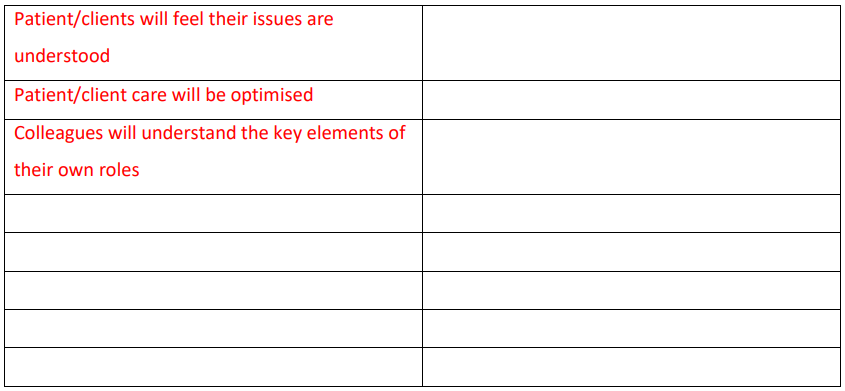 Patient/clients will feel their issues are
understood
Patient/client care will be optimised
Colleagues will understand the key elements of
their own roles